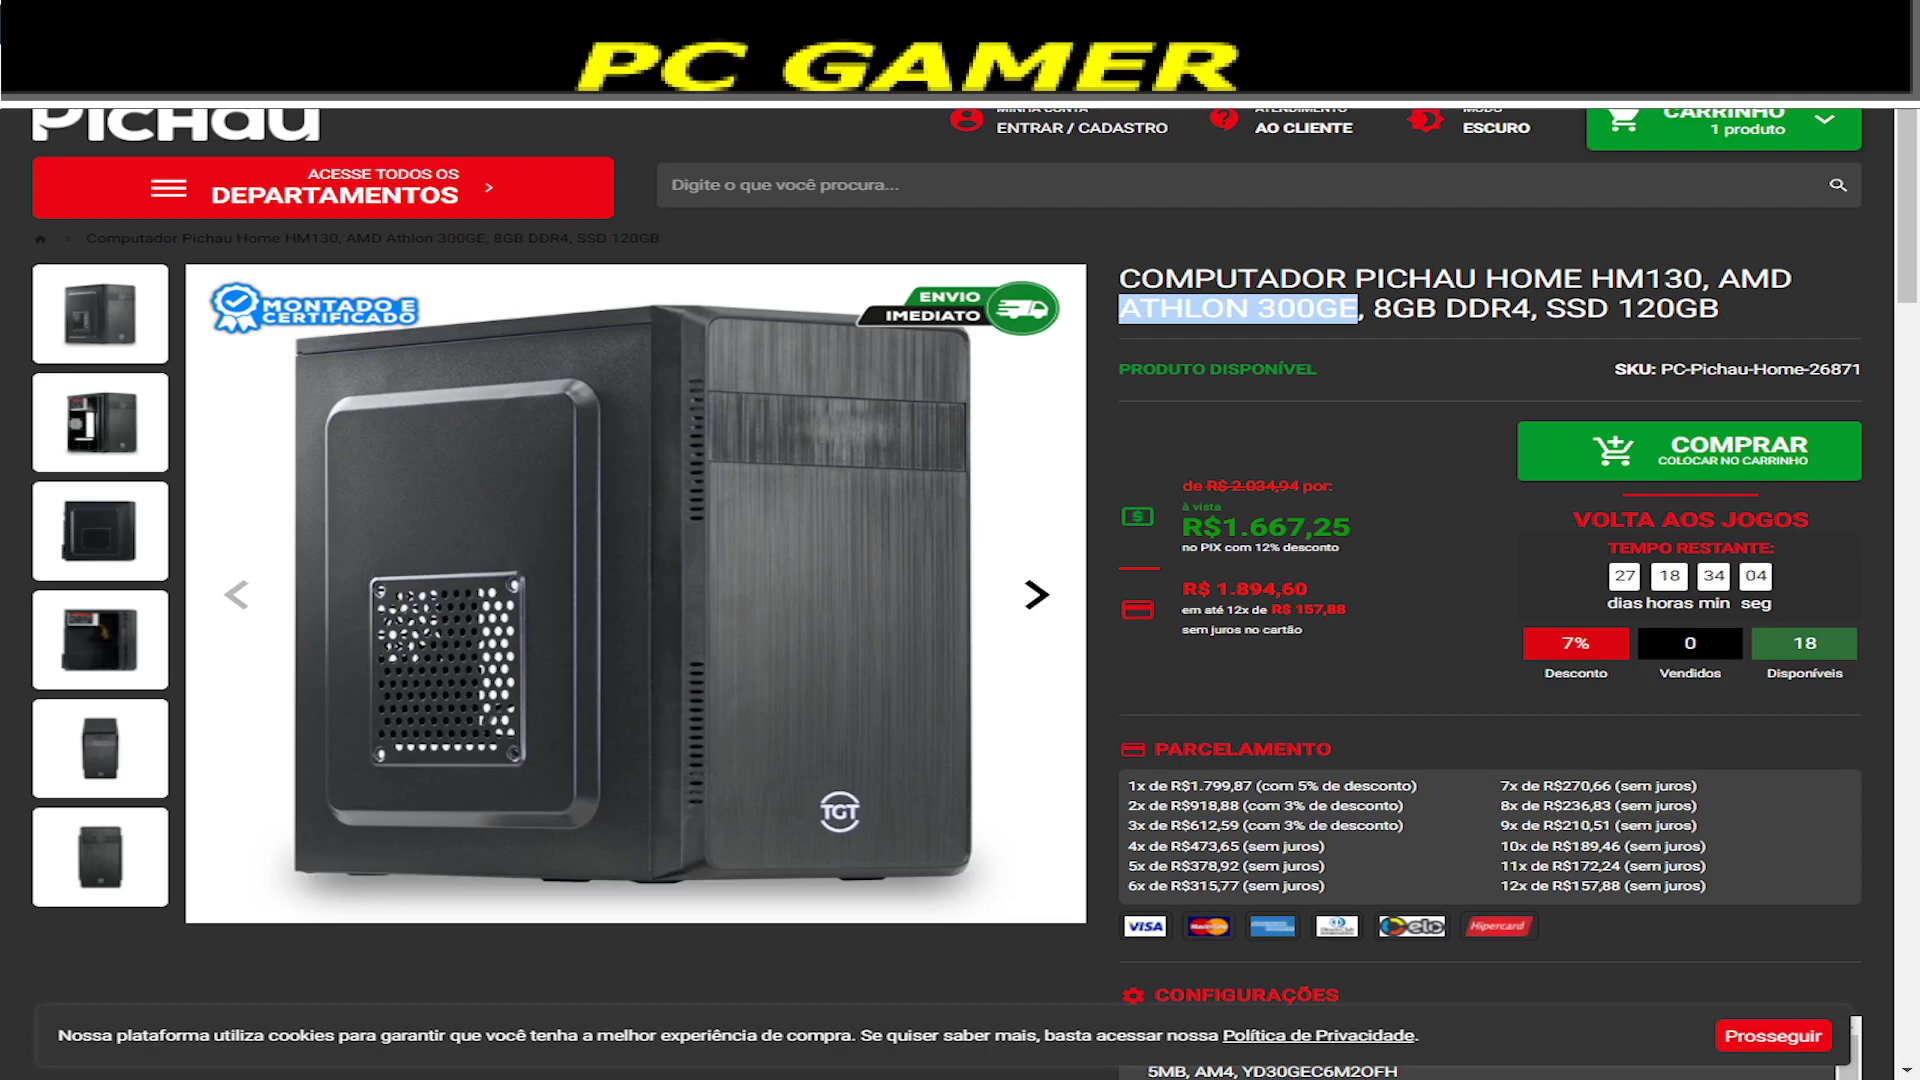 PC GAMER
PICHAU
MINHA CONTA
ENTRAR / CADASTRO
ATENDIMENTO
AO CLIENTE
MODO
ESCURO
CARRINHO
1 produto
ACESSE TODOS OS
DEPARTAMENTOS
Digite o que você procura...
Computador Pichau Home HM130, AMD Athlon 300GE, 8GB DDR4, SSD 120GB
MONTADO E
CERTIFICADO
ENVIO
IMEDIATO
TGT
COMPUTADOR PICHAU HOME HM130, AMD
ATHLON 300GE, 8GB DDR4, SSD 120GB
PRODUTO DISPONÍVEL
SKU: PC-Pichau-Home-26871
COMPRAR
COLOCAR NO CARRINHO
de R$ 2.034,94 por:
à vista
R$1.667,25
no PIX com 12% desconto
R$ 1.894,60
em até 12x de R$ 157,88
sem juros no cartão
VOLTA AOS JOGOS
TEMPO RESTANTE:
27 18 34 04
dias horas min seg
7% 0 18
Desconto Vendidos Disponíveis
PARCELAMENTO
1x de R$1.799,87 (com 5% de desconto)
2x de R$918,88 (com 3% de desconto)
3x de R$612,59 (com 3% de desconto)
4x de R$473,65 (sem juros)
5x de R$378,92 (sem juros)
6x de R$315,77 (sem juros)
7x de R$270,66 (sem juros)
8x de R$236,83 (sem juros)
9x de R$210,51 (sem juros)
10x de R$189,46 (sem juros)
11x de R$172,24 (sem juros)
12x de R$157,88 (sem juros)
VISA
MasterCard
elo
Hipercard
CONFIGURAÇÕES
Nossa plataforma utiliza cookies para garantir que você tenha a melhor experiência de compra. Se quiser saber mais, basta acessar nossa Política de Privacidade.
Prosseguir
5MB, AM4, YD30GEC6M2OFH